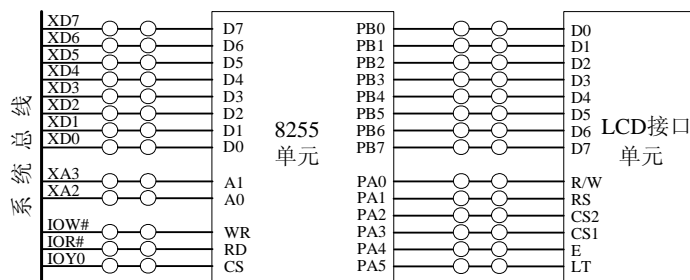 XD7 D7 PB0 D0
XD6 D6 PB1 D1
XD5 D5 PB2 D2
XD4 D4 PB3 D3
XD3 D3 PB4 D4
XD2 D2 PB5 D5
XD1 D1 PB6 D6
XD0 D0 PB7 D7
系统总线
8255
单元
LCD接口
单元
XA3 A1 PA0 R/W
XA2 A0 PA1 RS
PA2 CS2
IOW# WR PA3 CS1
IOR# RD PA4 E
IOY0 CS PA5 LT